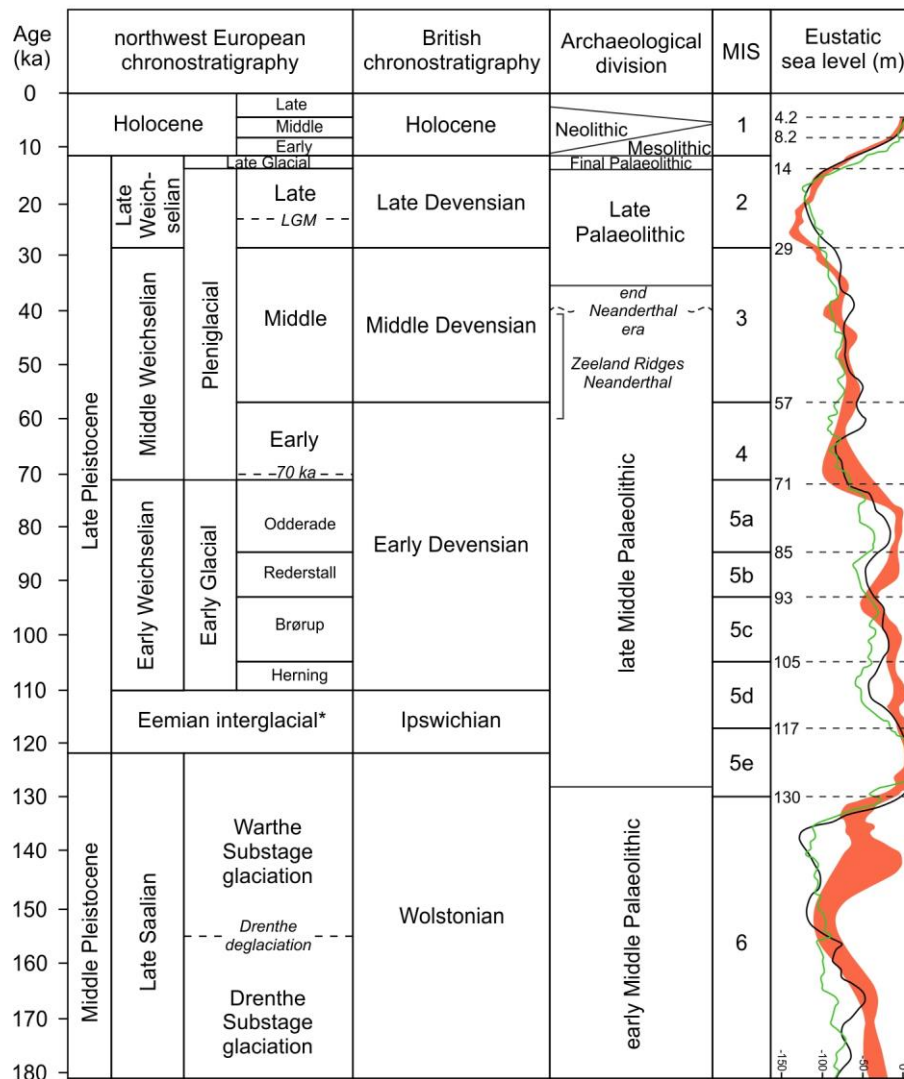 Age
(ka)
northwest European
chronostratigraphy
British
chronostratigraphy
Archaeological
division
MIS
Eustatic
sea level (m)
0
10
20
30
40
50
60
70
80
90
100
110
120
130
140
150
160
170
180
Late Pleistocene
Middle Pleistocene
Holocene
Late
Middle
Early
Late Weich-
selian
Middle Weichselian
Early Weichselian
Late Glacial
Pleniglacial
Early Glacial
Late
LGM
Middle
Early
70 ka
Odderade
Rederstall
Brørup
Herning
Eemian interglacial*
Late Saalian
Warthe
Substage
glaciation
Drenthe
deglaciation
Drenthe
Substage
glaciation
Holocene
Late Devensian
Middle Devensian
Early Devensian
Ipswichian
Wolstonian
Neolithic
Mesolithic
Final Palaeolithic
Late
Palaeolithic
end
Neanderthal
era
Zeeland Ridges
Neanderthal
late Middle Palaeolithic
early Middle Palaeolithic
1
2
3
4
5a
5b
5c
5d
5e
6
4.2
8.2
14
29
57
71
85
93
105
117
130
-150
-100
-50
0